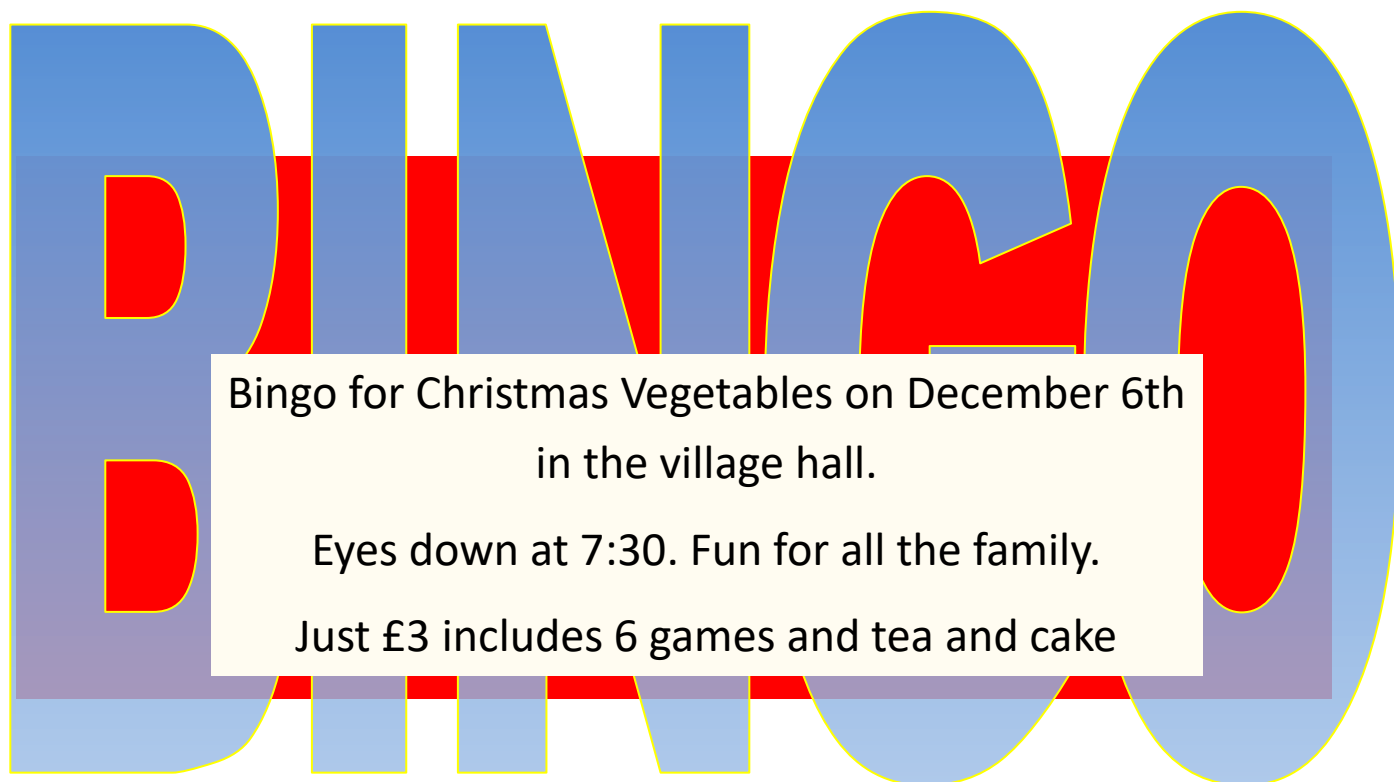 BINGO
Bingo for Christmas Vegetables on December 6th
in the village hall.
Eyes down at 7:30. Fun for all the family.
Just £3 includes 6 games and tea and cake